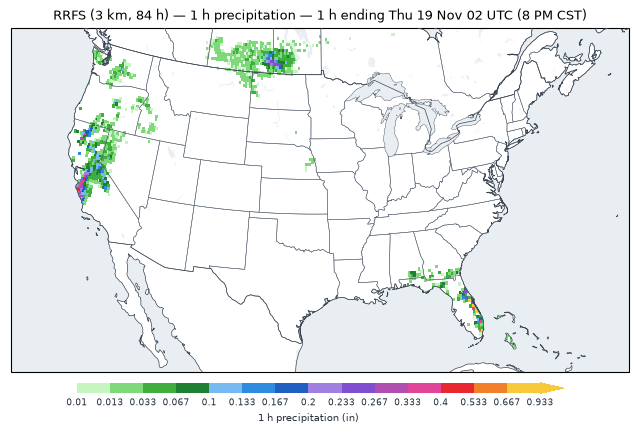 RRFS (3 km, 84 h) — 1 h precipitation — 1 h ending Thu 19 Nov 02 UTC (8 PM CST)
0.01 0.013 0.033 0.067 0.1 0.133 0.167 0.2 0.233 0.267 0.333 0.4 0.533 0.667 0.933
1 h precipitation (in)